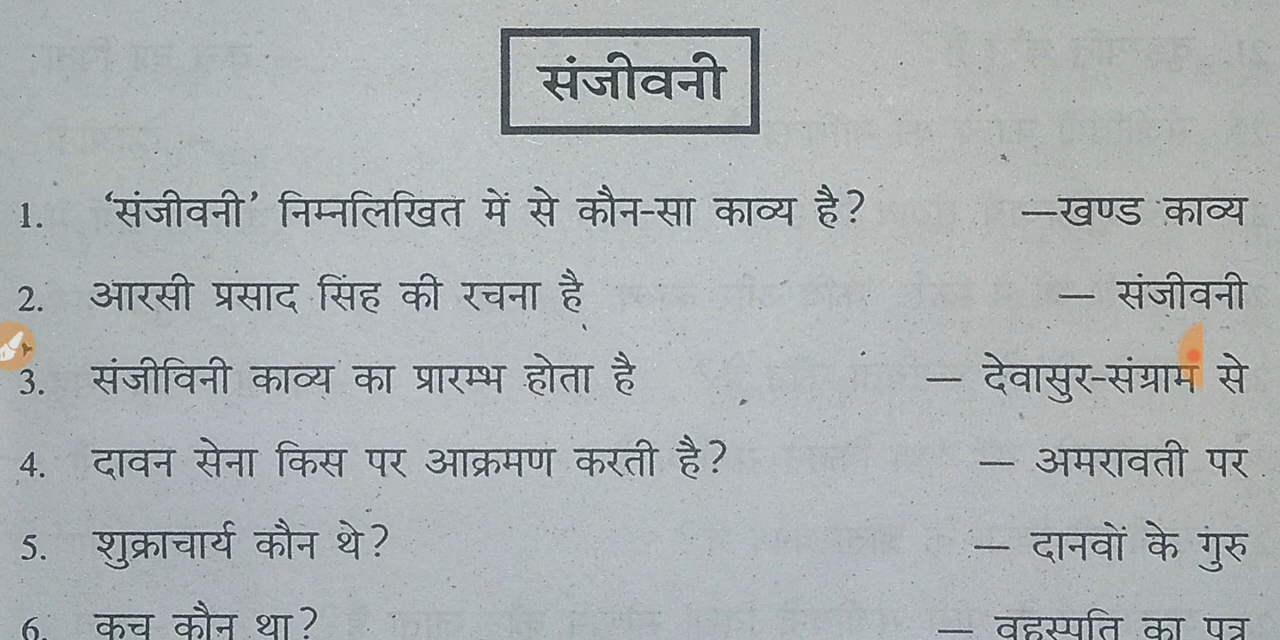 संजीवनी
1. ‘संजीवनी’ निम्नलिखित में से कौन-सा काव्य है? —खण्ड काव्य
2. आरसी प्रसाद सिंह की रचना है — संजीवनी
3. संजीविनी काव्य का प्रारम्भ होता है — देवासुर-संग्राम से
4. दावन सेना किस पर आक्रमण करती है? — अमरावती पर
5. शुक्राचार्य कौन थे? — दानवों के गुरु
6. कच कौन था? — वृहस्पति का पुत्र